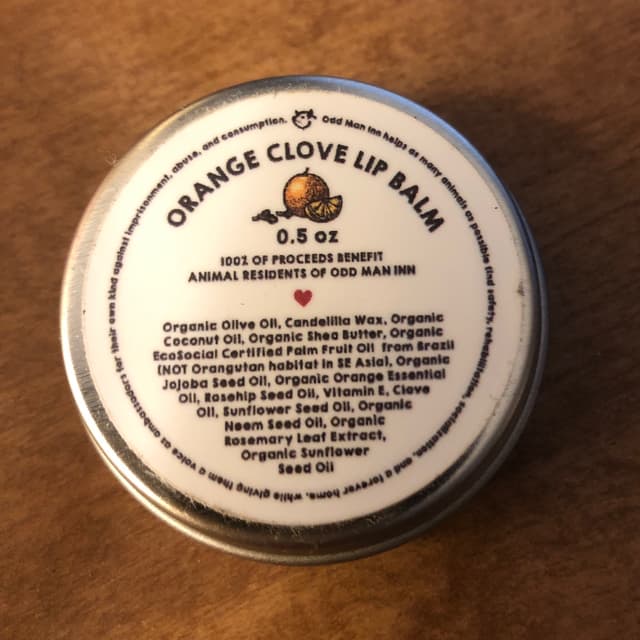 Odd Man Inn helps as many animals as possible find safety, rehabilitation, socialization, and a forever home, while giving them a voice as ambassadors for their own kind against imprisonment, abuse, and consumption.
ORANGE CLOVE LIP BALM
0.5 oz
100% OF PROCEEDS BENEFIT
ANIMAL RESIDENTS OF ODD MAN INN
Organic Olive Oil, Candelilla Wax, Organic
Coconut Oil, Organic Shea Butter, Organic
EcoSocial Certified Palm Fruit Oil from Brazil
(NOT Orangutan habitat in SE Asia), Organic
Jojoba Seed Oil, Organic Orange Essential
Oil, Rosehip Seed Oil, Vitamin E, Clove
Oil, Sunflower Seed Oil, Organic
Neem Seed Oil, Organic
Rosemary Leaf Extract,
Organic Sunflower
Seed Oil